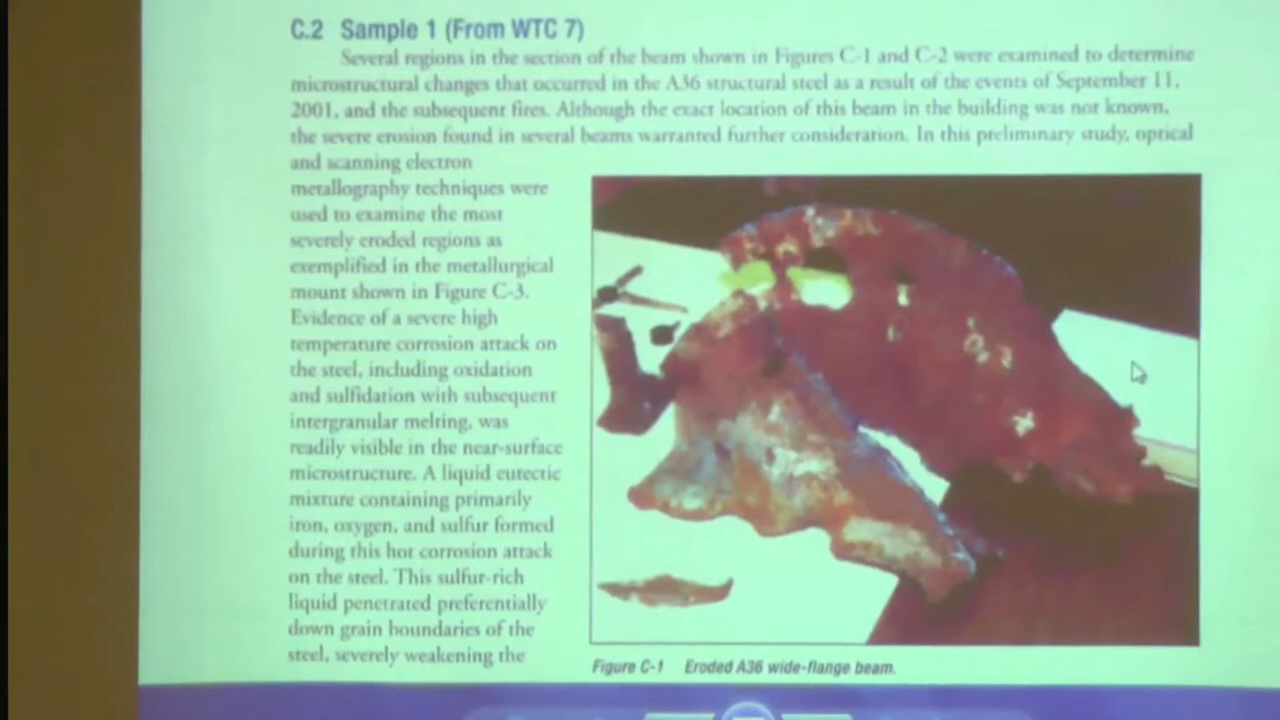 C.2 Sample 1 (From WTC 7)
Several regions in the section of the beam shown in Figures C-1 and C-2 were examined to determine
microstructural changes that occurred in the A36 structural steel as a result of the events of September 11,
2001, and the subsequent fires. Although the exact location of this beam in the building was not known,
the severe erosion found in several beams warranted further consideration. In this preliminary study, optical
and scanning electron
metallography techniques were
used to examine the most
severely eroded regions as
exemplified in the metallurgical
mount shown in Figure C-3.
Evidence of a severe high
temperature corrosion attack on
the steel, including oxidation
and sulfidation with subsequent
intergranular melting, was
readily visible in the near-surface
microstructure. A liquid eutectic
mixture containing primarily
iron, oxygen, and sulfur formed
during this hot corrosion attack
on the steel. This sulfur-rich
liquid penetrated preferentially
down grain boundaries of the
steel, severely weakening the
Figure C-1 Eroded A36 wide-flange beam.